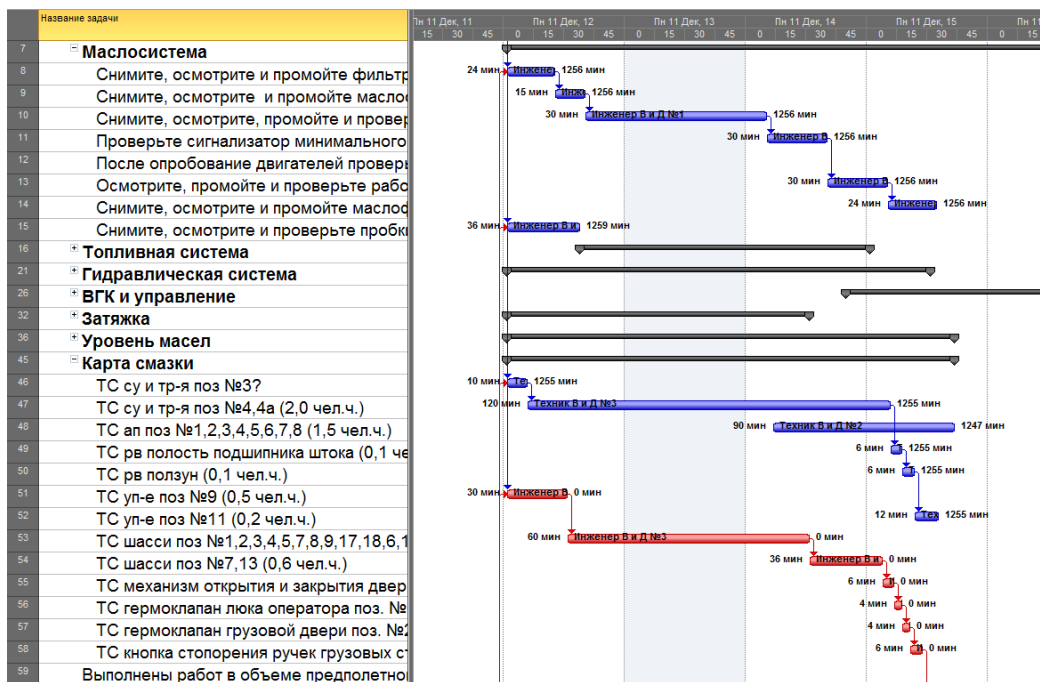 Название задачи
Пн 11 Дек, 11 Пн 11 Дек, 12 Пн 11 Дек, 13 Пн 11 Дек, 14 Пн 11 Дек, 15 Пн 11
15 30 45 0 15 30 45 0 15 30 45 0 15 30 45 0 15 30 45 0 15
7 Маслосистема
8 Снимите, осмотрите и промойте фильтр 24 мин Инжене 1256 мин
9 Снимите, осмотрите и промойте масло 15 мин Инже 1256 мин
10 Снимите, осмотрите, промойте и провер 30 мин Инженер В и Д №1 1256 мин
11 Проверьте сигнализатор минимального 30 мин Инженер В 1256 мин
12 После опробование двигателей проверь
13 Осмотрите, промойте и проверьте рабо 30 мин Инженер В 1256 мин
14 Снимите, осмотрите и промойте маслоф 24 мин Инжене 1256 мин
15 Снимите, осмотрите и проверьте пробки 36 мин Инженер В и 1259 мин
16 Топливная система
21 Гидравлическая система
26 ВГК и управление
32 Затяжка
36 Уровень масел
45 Карта смазки
46 ТС су и тр-я поз №3? 10 мин Те 1255 мин
47 ТС су и тр-я поз №4,4а (2,0 чел.ч.) 120 мин Техник В и Д №3 1255 мин
48 ТС ап поз №1,2,3,4,5,6,7,8 (1,5 чел.ч.) 90 мин Техник В и Д №2 1247 мин
49 ТС рв полость подшипника штока (0,1 че 6 мин Т 1255 мин
50 ТС рв ползун (0,1 чел.ч.) 6 мин Т 1255 мин
51 ТС уп-е поз №9 (0,5 чел.ч.) 30 мин Инженер В 0 мин
52 ТС уп-е поз №11 (0,2 чел.ч.) 12 мин Тех 1255 мин
53 ТС шасси поз №1,2,3,4,5,7,8,9,17,18,6,1 60 мин Инженер В и Д №3 0 мин
54 ТС шасси поз №7,13 (0,6 чел.ч.) 36 мин Инженер В и 0 мин
55 ТС механизм открытия и закрытия двер 6 мин И 0 мин
56 ТС гермоклапан люка оператора поз. № 4 мин 0 мин
57 ТС гермоклапан грузовой двери поз. №2 4 мин 0 мин
58 ТС кнопка стопорения ручек грузовых ст 6 мин И 0 мин
59 Выполнены работ в объеме предполетно